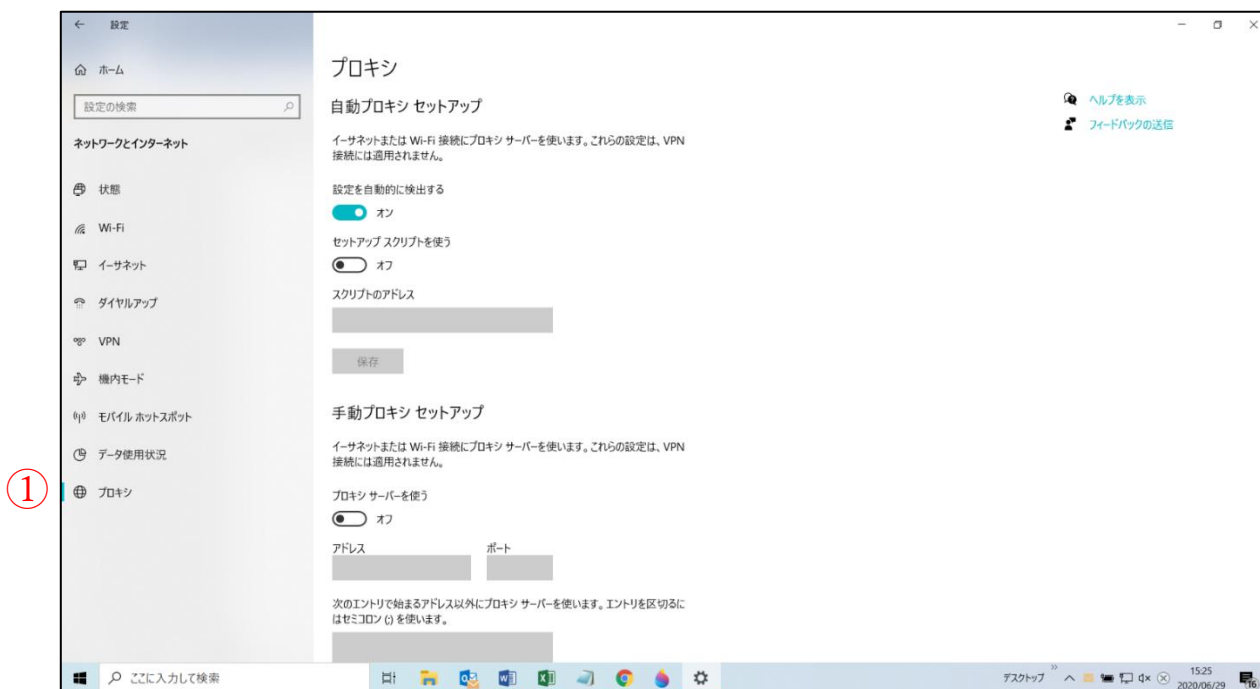 設定
ホーム
設定の検索
ネットワークとインターネット
状態
Wi-Fi
イーサネット
ダイヤルアップ
VPN
機内モード
モバイル ホットスポット
データ使用状況
①
プロキシ
プロキシ
自動プロキシ セットアップ
イーサネットまたは Wi-Fi 接続にプロキシ サーバーを使います。これらの設定は、VPN
接続には適用されません。
設定を自動的に検出する
オン
セットアップ スクリプトを使う
オフ
スクリプトのアドレス
保存
手動プロキシ セットアップ
イーサネットまたは Wi-Fi 接続にプロキシ サーバーを使います。これらの設定は、VPN
接続には適用されません。
プロキシ サーバーを使う
オフ
アドレス ポート
次のエントリで始まるアドレス以外にプロキシ サーバーを使います。エントリを区切るに
はセミコロン (;) を使います。
ヘルプを表示
フィードバックの送信
ここに入力して検索
デスクトップ
15:25
2020/06/29
16